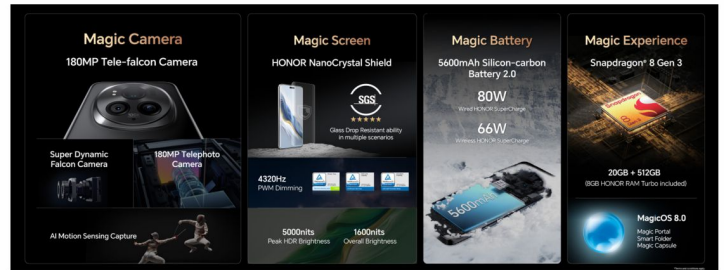 Magic Camera
180MP Tele-falcon Camera
Super Dynamic
Falcon Camera
180MP Telephoto
Camera
AI Motion Sensing Capture
Magic Screen
HONOR NanoCrystal Shield
SGS
Glass Drop Resistant ability
in multiple scenarios
4320Hz
PWM Dimming
5000nits
Peak HDR Brightness
1600nits
Overall Brightness
Magic Battery
5600mAh Silicon-carbon
Battery 2.0
80W
Wired HONOR SuperCharge
66W
Wireless HONOR SuperCharge
5600mAh
Magic Experience
Snapdragon® 8 Gen 3
Snapdragon
8
20GB + 512GB
(8GB HONOR RAM Turbo included)
MagicOS 8.0
Magic Portal
Smart Folder
Magic Capsule